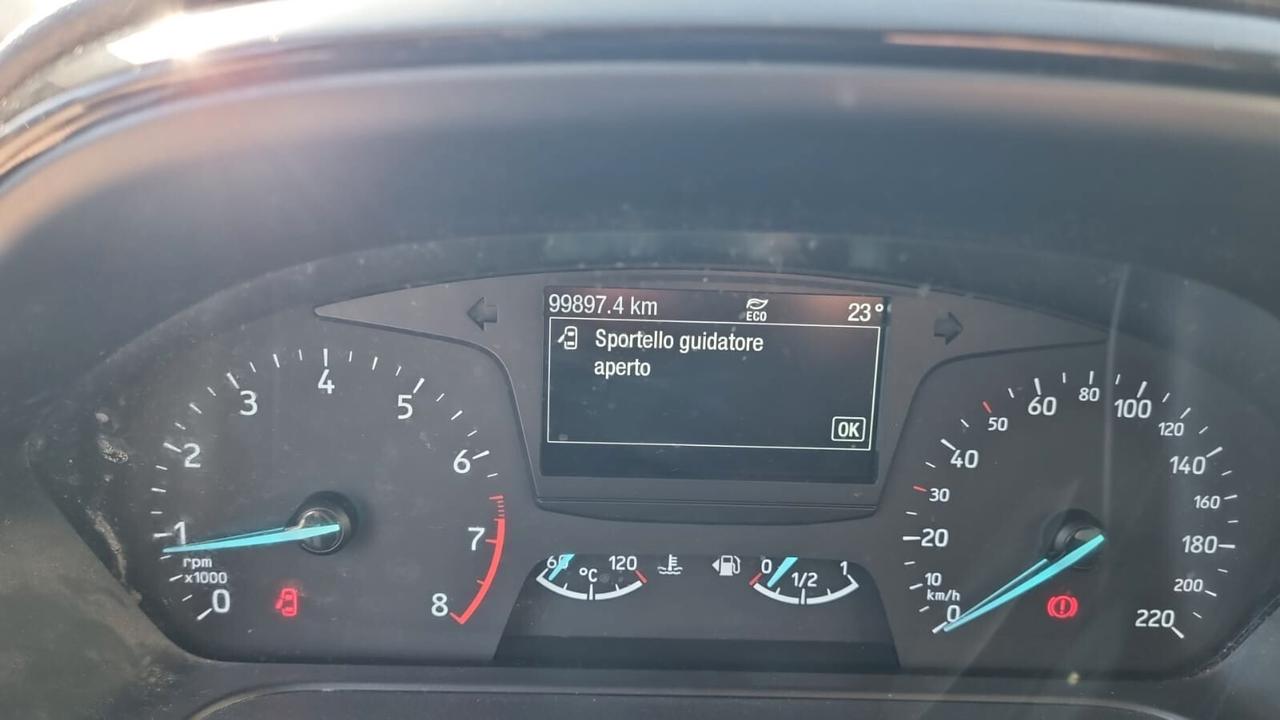 99897.4 km ECO 23°
Sportello guidatore
aperto
OK
0 1 2 3 4 5 6 7 8
rpm
x1000
60 °C 120
0 1/2 1
0 10 20 30 40 50 60 80 100 120 140 160 180 200 220
km/h